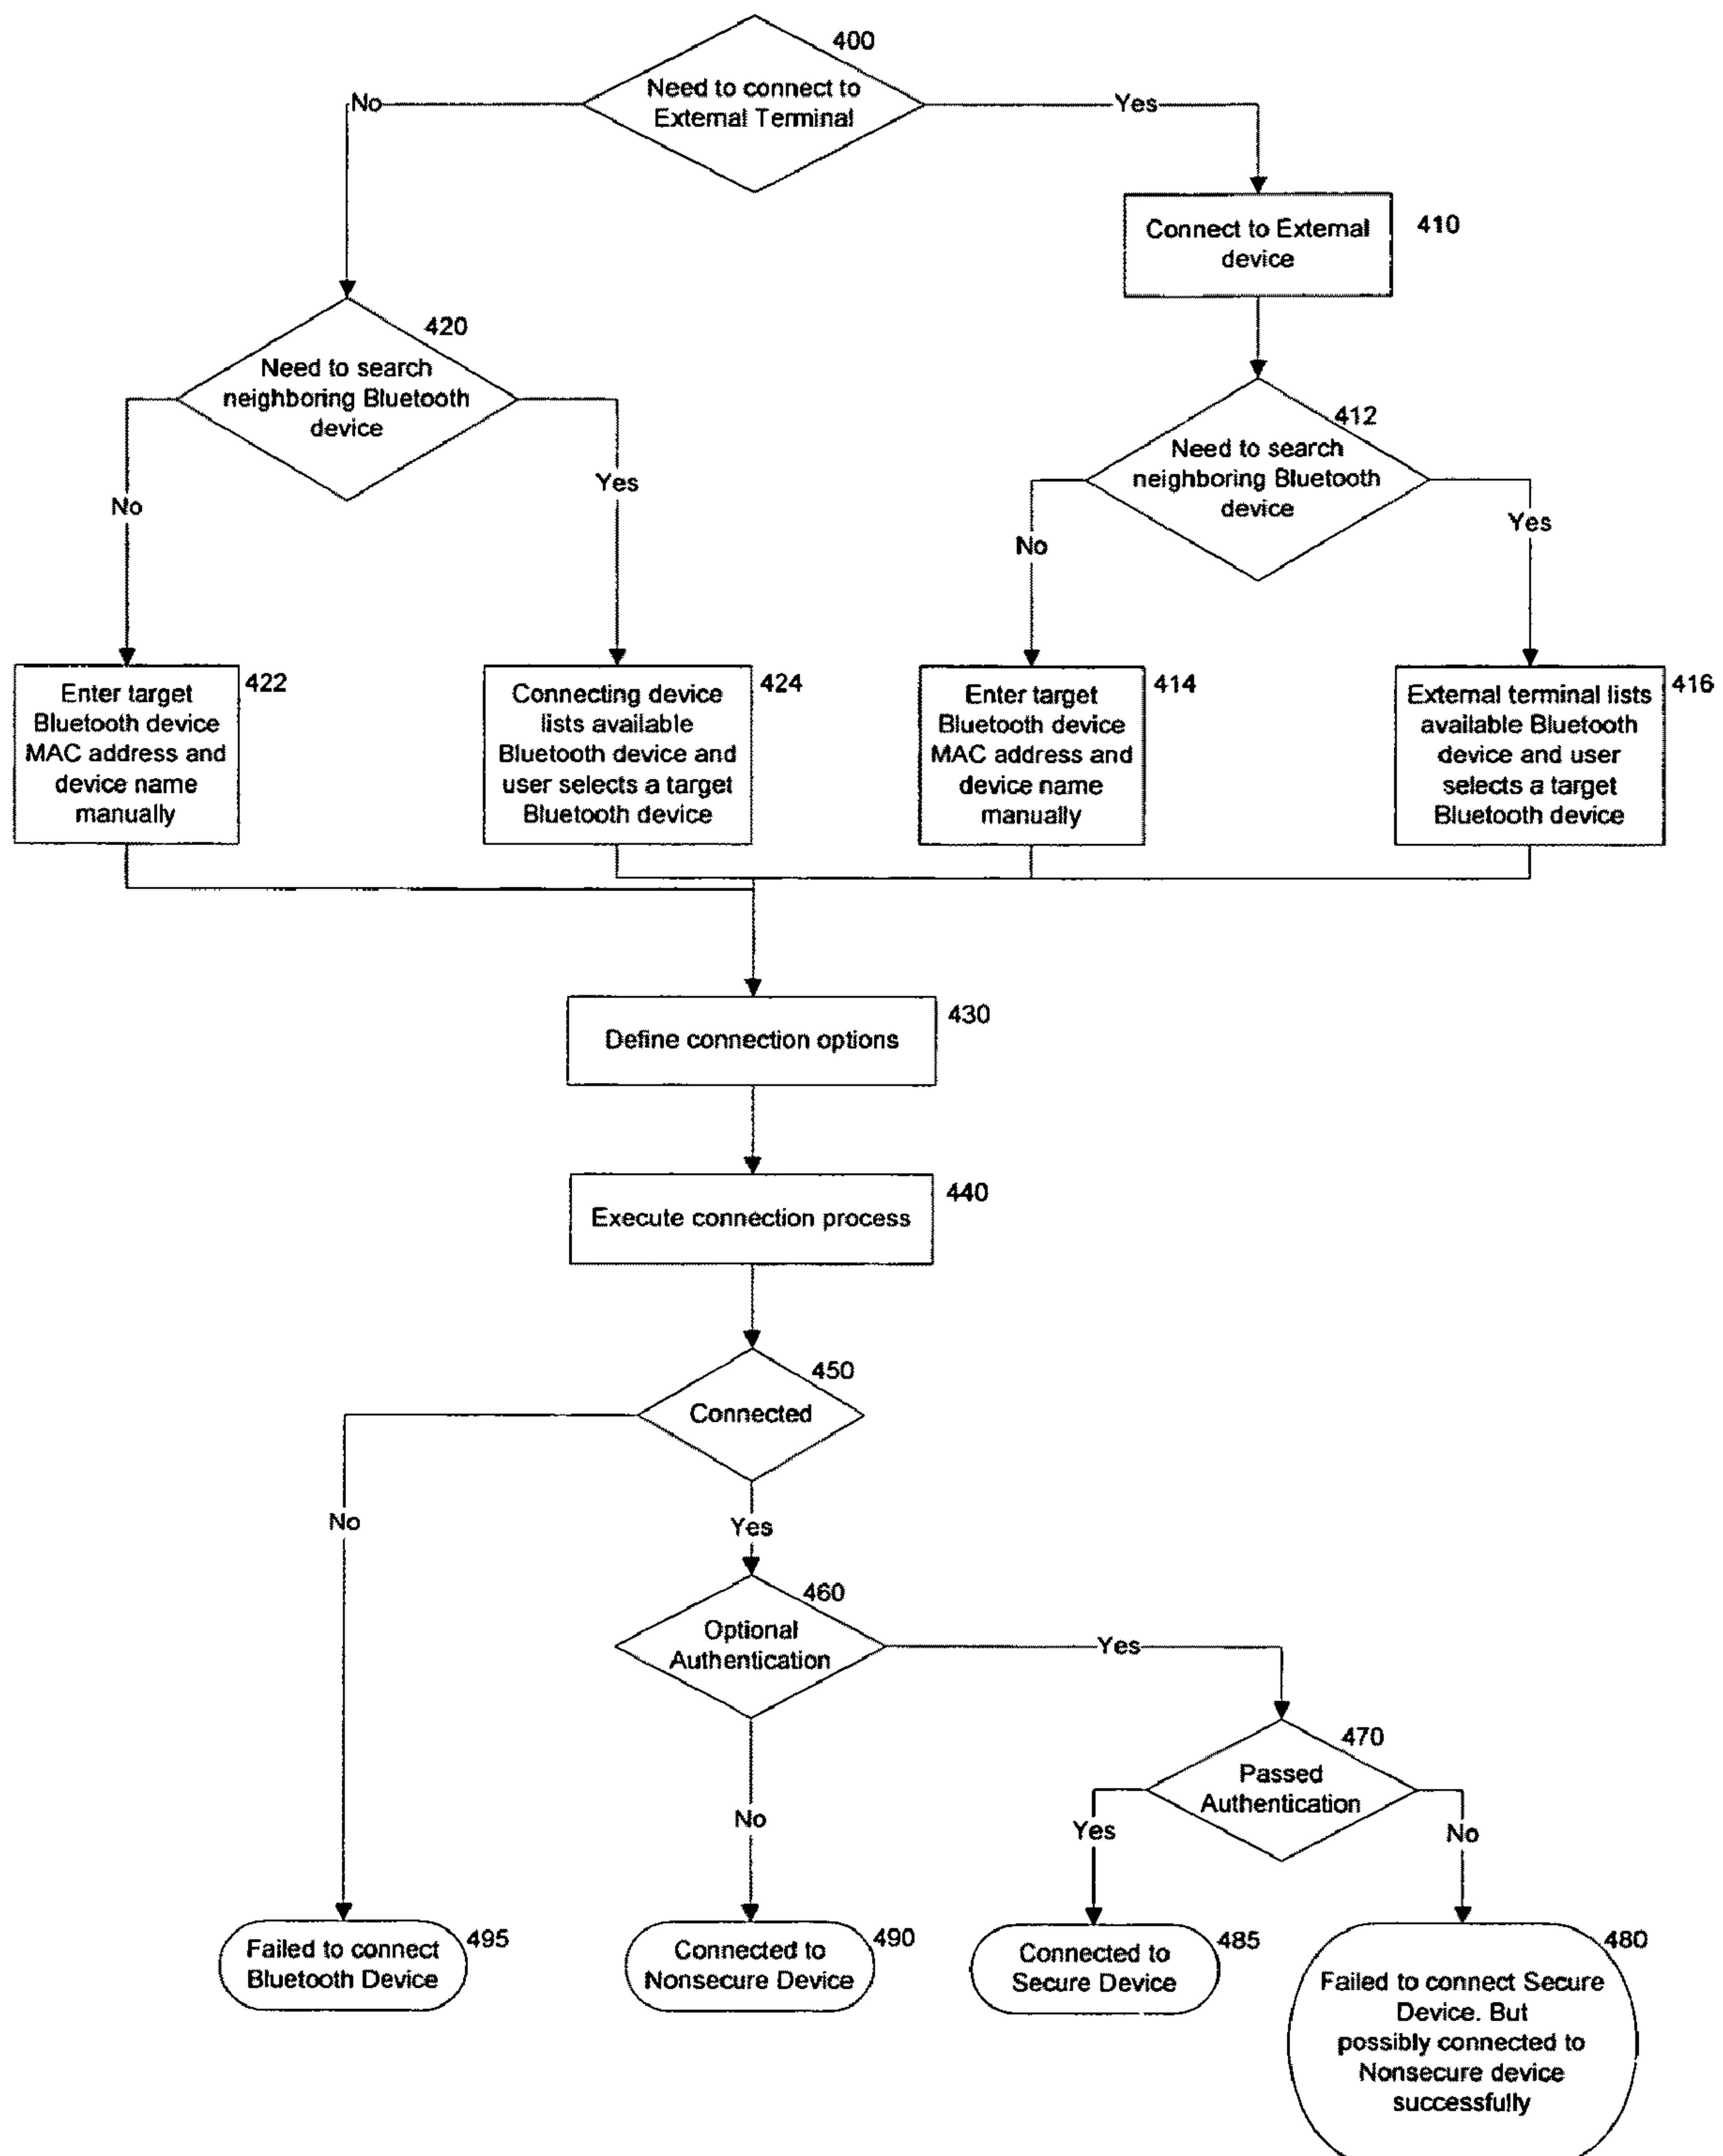 400
Need to connect to
External Terminal
No
Yes
Connect to External
device
410
420
Need to search
neighboring Bluetooth
device
412
Need to search
neighboring Bluetooth
device
No
Yes
No
Yes
Enter target
Bluetooth device
MAC address and
device name
manually
422
Connecting device
lists available
Bluetooth device and
user selects a target
Bluetooth device
424
Enter target
Bluetooth device
MAC address and
device name
manually
414
External terminal lists
available Bluetooth
device and user
selects a target
Bluetooth device
416
Define connection options
430
Execute connection process
440
450
Connected
No
Yes
460
Optional
Authentication
Yes
470
Passed
Authentication
No
Yes
No
Failed to connect
Bluetooth Device
495
Connected to
Nonsecure Device
490
Connected to
Secure Device
485
Failed to connect Secure
Device. But
possibly connected to
Nonsecure device
successfully
480